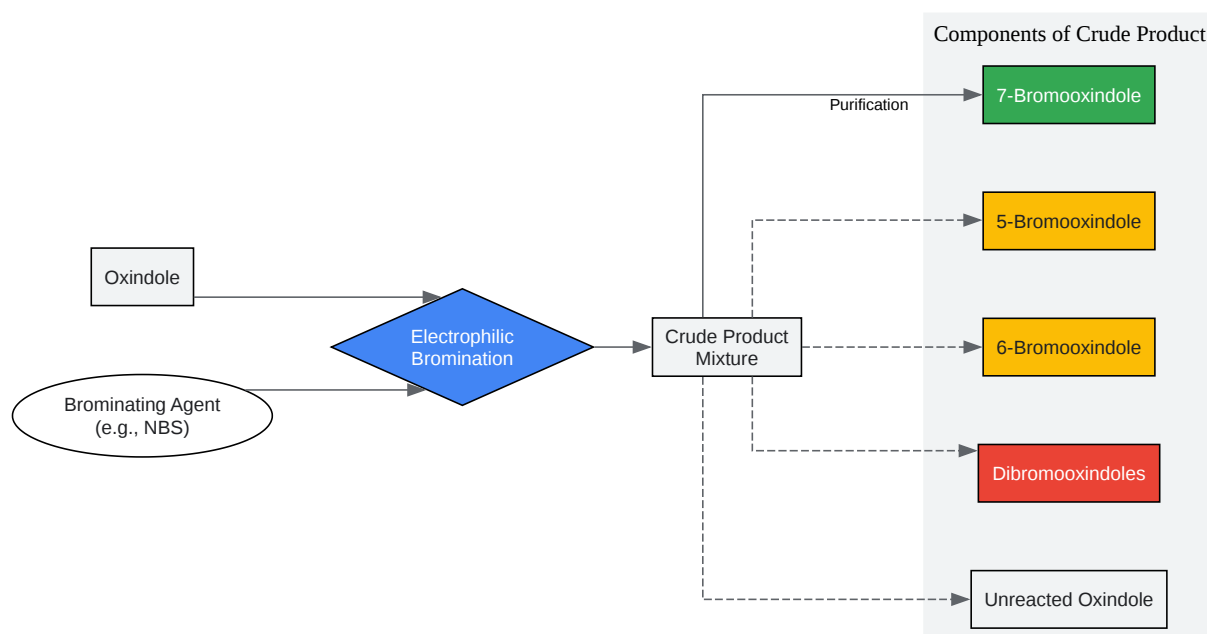 Components of Crude Product
7-Bromooxindole
Purification
5-Bromooxindole
Oxindole
Electrophilic
Bromination
Crude Product
Mixture
6-Bromooxindole
Brominating Agent
(e.g., NBS)
Dibromooxindoles
Unreacted Oxindole